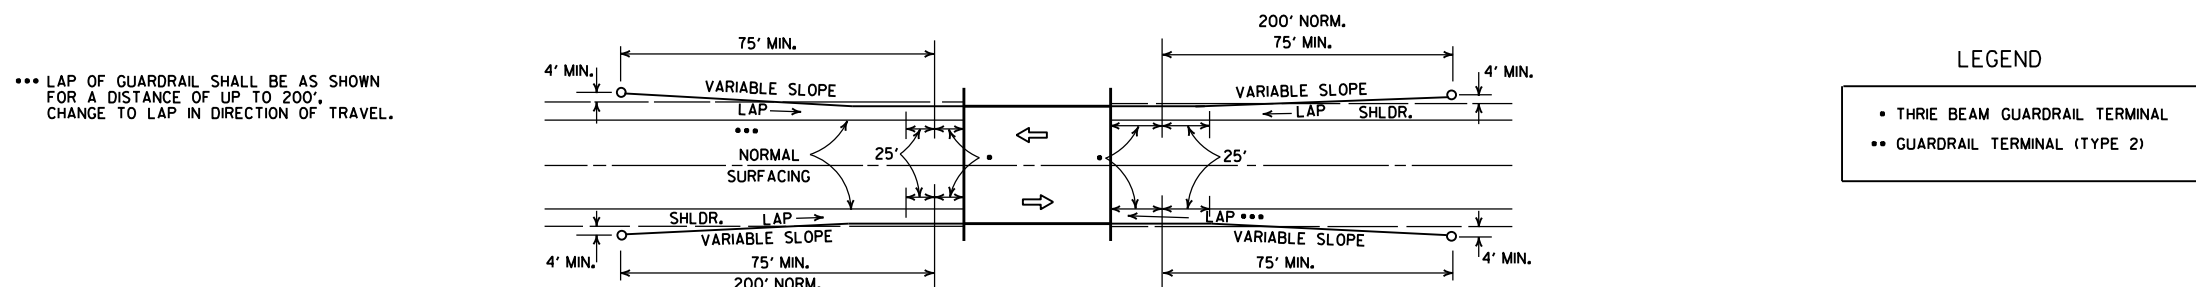 ••• LAP OF GUARDRAIL SHALL BE AS SHOWN
FOR A DISTANCE OF UP TO 200'.
CHANGE TO LAP IN DIRECTION OF TRAVEL.
200' NORM.
75' MIN.
75' MIN.
4' MIN.
4' MIN.
VARIABLE SLOPE
VARIABLE SLOPE
LAP
LAP
SHLDR.
•••
NORMAL
SURFACING
25'
•
•
25'
SHLDR.
LAP
LAP •••
VARIABLE SLOPE
VARIABLE SLOPE
4' MIN.
75' MIN.
75' MIN.
4' MIN.
200' NORM.
LEGEND
• THRIE BEAM GUARDRAIL TERMINAL
•• GUARDRAIL TERMINAL (TYPE 2)